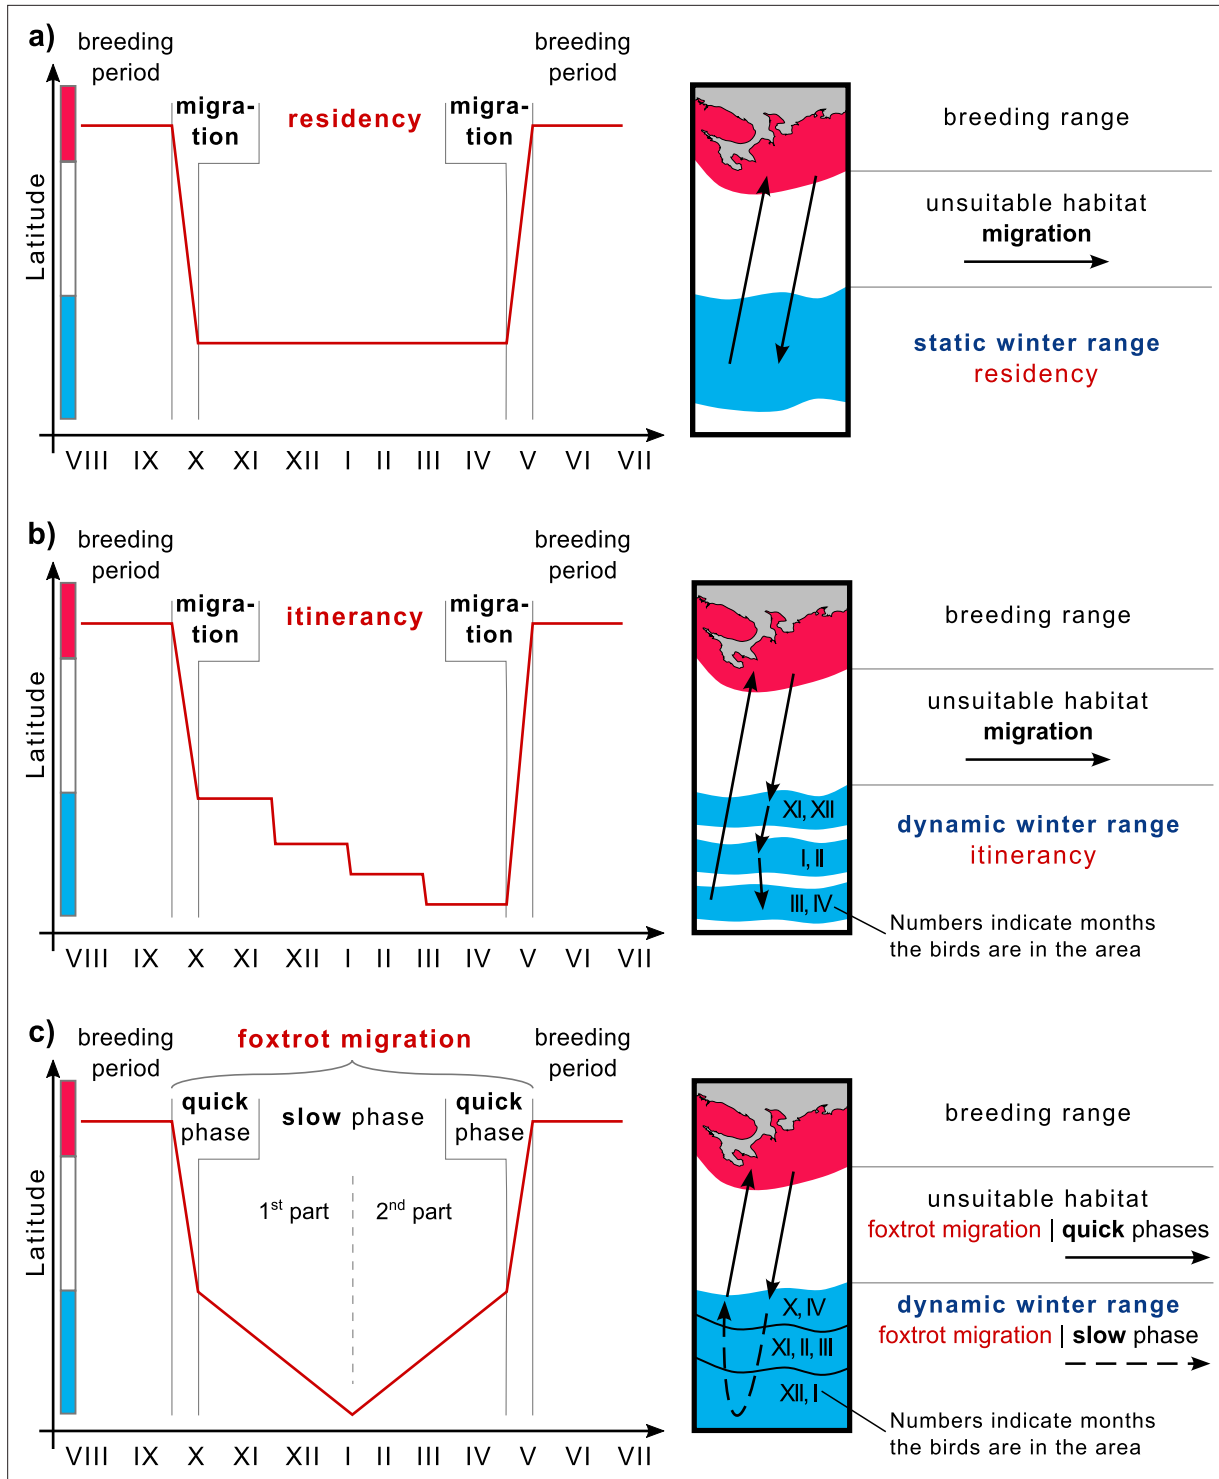 a)
breeding
period
breeding
period
migra-
tion
residency
migra-
tion
Latitude
VIII IX X XI XII I II III IV V VI VII
breeding range
unsuitable habitat
migration
static winter range
residency
b)
breeding
period
breeding
period
migra-
tion
itinerancy
migra-
tion
Latitude
VIII IX X XI XII I II III IV V VI VII
XI, XII
I, II
III, IV
breeding range
unsuitable habitat
migration
dynamic winter range
itinerancy
Numbers indicate months
the birds are in the area
c)
breeding
period
foxtrot migration
breeding
period
quick
phase
slow phase
quick
phase
1st part
2nd part
Latitude
VIII IX X XI XII I II III IV V VI VII
X, IV
XI, II, III
XII, I
breeding range
unsuitable habitat
foxtrot migration | quick phases
dynamic winter range
foxtrot migration | slow phase
Numbers indicate months
the birds are in the area